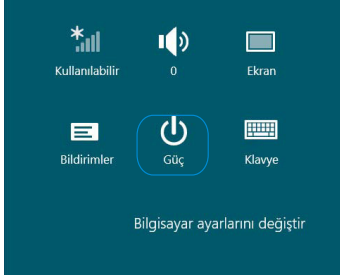 Kullanılabilir
0
Ekran
Bildirimler
Güç
Klavye
Bilgisayar ayarlarını değiştir